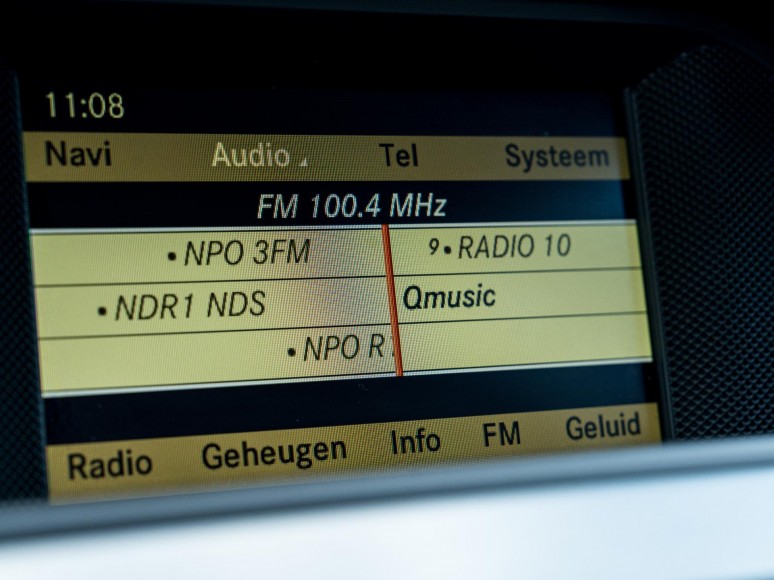 11:08
Navi Audio Tel Systeem
FM 100.4 MHz
• NPO 3FM 9• RADIO 10
• NDR1 NDS Qmusic
• NPO R
Radio Geheugen Info FM Geluid